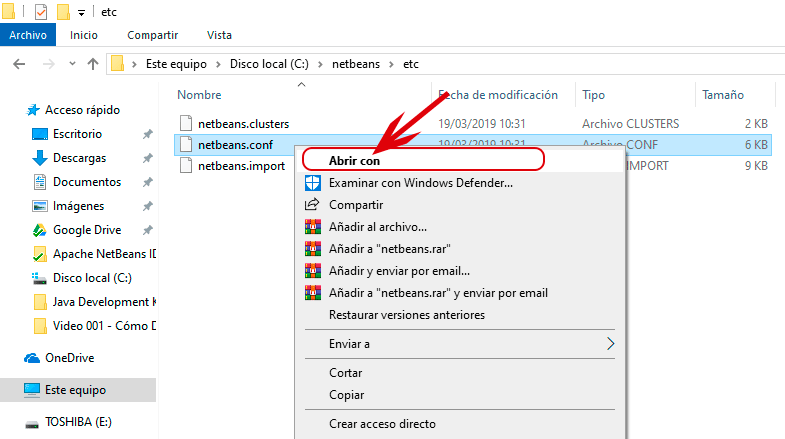 etc
Archivo Inicio Compartir Vista
Este equipo Disco local (C:) netbeans etc
Nombre Fecha de modificación Tipo Tamaño
Acceso rápido
Escritorio
Descargas
Documentos
Imágenes
Google Drive
Apache NetBeans ID
Disco local (C:)
Java Development K
Video 001 - Cómo D
OneDrive
Este equipo
TOSHIBA (E:)
netbeans.clusters 19/03/2019 10:31 Archivo CLUSTERS 2 KB
netbeans.conf 19/03/2019 10:31 Archivo CONF 6 KB
netbeans.import IMPORT 9 KB
Abrir con
Examinar con Windows Defender...
Compartir
Añadir al archivo...
Añadir a "netbeans.rar"
Añadir y enviar por email...
Añadir a "netbeans.rar" y enviar por email
Restaurar versiones anteriores
Enviar a
Cortar
Copiar
Crear acceso directo